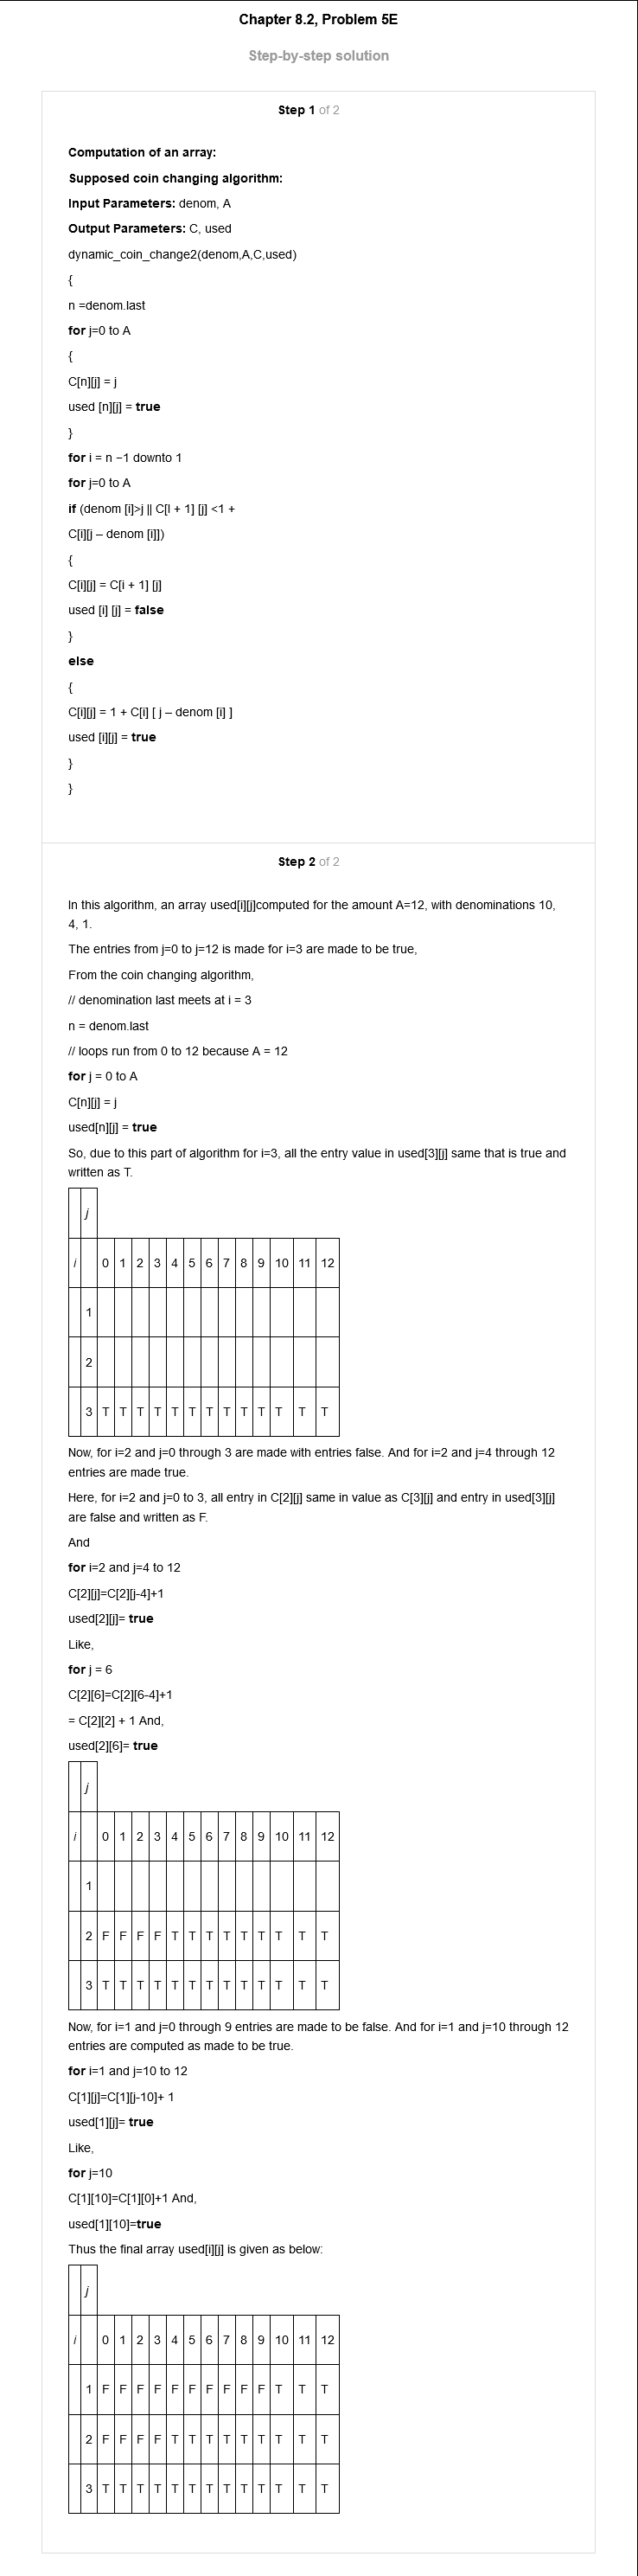 Chapter 8.2, Problem 5E
Step-by-step solution
Step 1 of 2
Computation of an array:
Supposed coin changing algorithm:
Input Parameters: denom, A
Output Parameters: C, used
dynamic_coin_change2(denom,A,C,used)
{
n =denom.last
for j=0 to A
{
C[n][j] = j
used [n][j] = true
}
for i = n −1 downto 1
for j=0 to A
if (denom [i]>j || C[I + 1] [j] <1 +
C[i][j – denom [i]])
{
C[i][j] = C[i + 1] [j]
used [i] [j] = false
}
else
{
C[i][j] = 1 + C[i] [ j – denom [i] ]
used [i][j] = true
}
}
Step 2 of 2
In this algorithm, an array used[i][j]computed for the amount A=12, with denominations 10,
4, 1.
The entries from j=0 to j=12 is made for i=3 are made to be true,
From the coin changing algorithm,
// denomination last meets at i = 3
n = denom.last
// loops run from 0 to 12 because A = 12
for j = 0 to A
C[n][j] = j
used[n][j] = true
So, due to this part of algorithm for i=3, all the entry value in used[3][j] same that is true and
written as T.
j
i 0 1 2 3 4 5 6 7 8 9 10 11 12
1
2
3 T T T T T T T T T T T T T
Now, for i=2 and j=0 through 3 are made with entries false. And for i=2 and j=4 through 12
entries are made true.
Here, for i=2 and j=0 to 3, all entry in C[2][j] same in value as C[3][j] and entry in used[3][j]
are false and written as F.
And
for i=2 and j=4 to 12
C[2][j]=C[2][j-4]+1
used[2][j]= true
Like,
for j = 6
C[2][6]=C[2][6-4]+1
= C[2][2] + 1 And,
used[2][6]= true
j
i 0 1 2 3 4 5 6 7 8 9 10 11 12
1
2 F F F F T T T T T T T T T
3 T T T T T T T T T T T T T
Now, for i=1 and j=0 through 9 entries are made to be false. And for i=1 and j=10 through 12
entries are computed as made to be true.
for i=1 and j=10 to 12
C[1][j]=C[1][j-10]+ 1
used[1][j]= true
Like,
for j=10
C[1][10]=C[1][0]+1 And,
used[1][10]=true
Thus the final array used[i][j] is given as below:
j
i 0 1 2 3 4 5 6 7 8 9 10 11 12
1 F F F F F F F F F F T T T
2 F F F F T T T T T T T T T
3 T T T T T T T T T T T T T